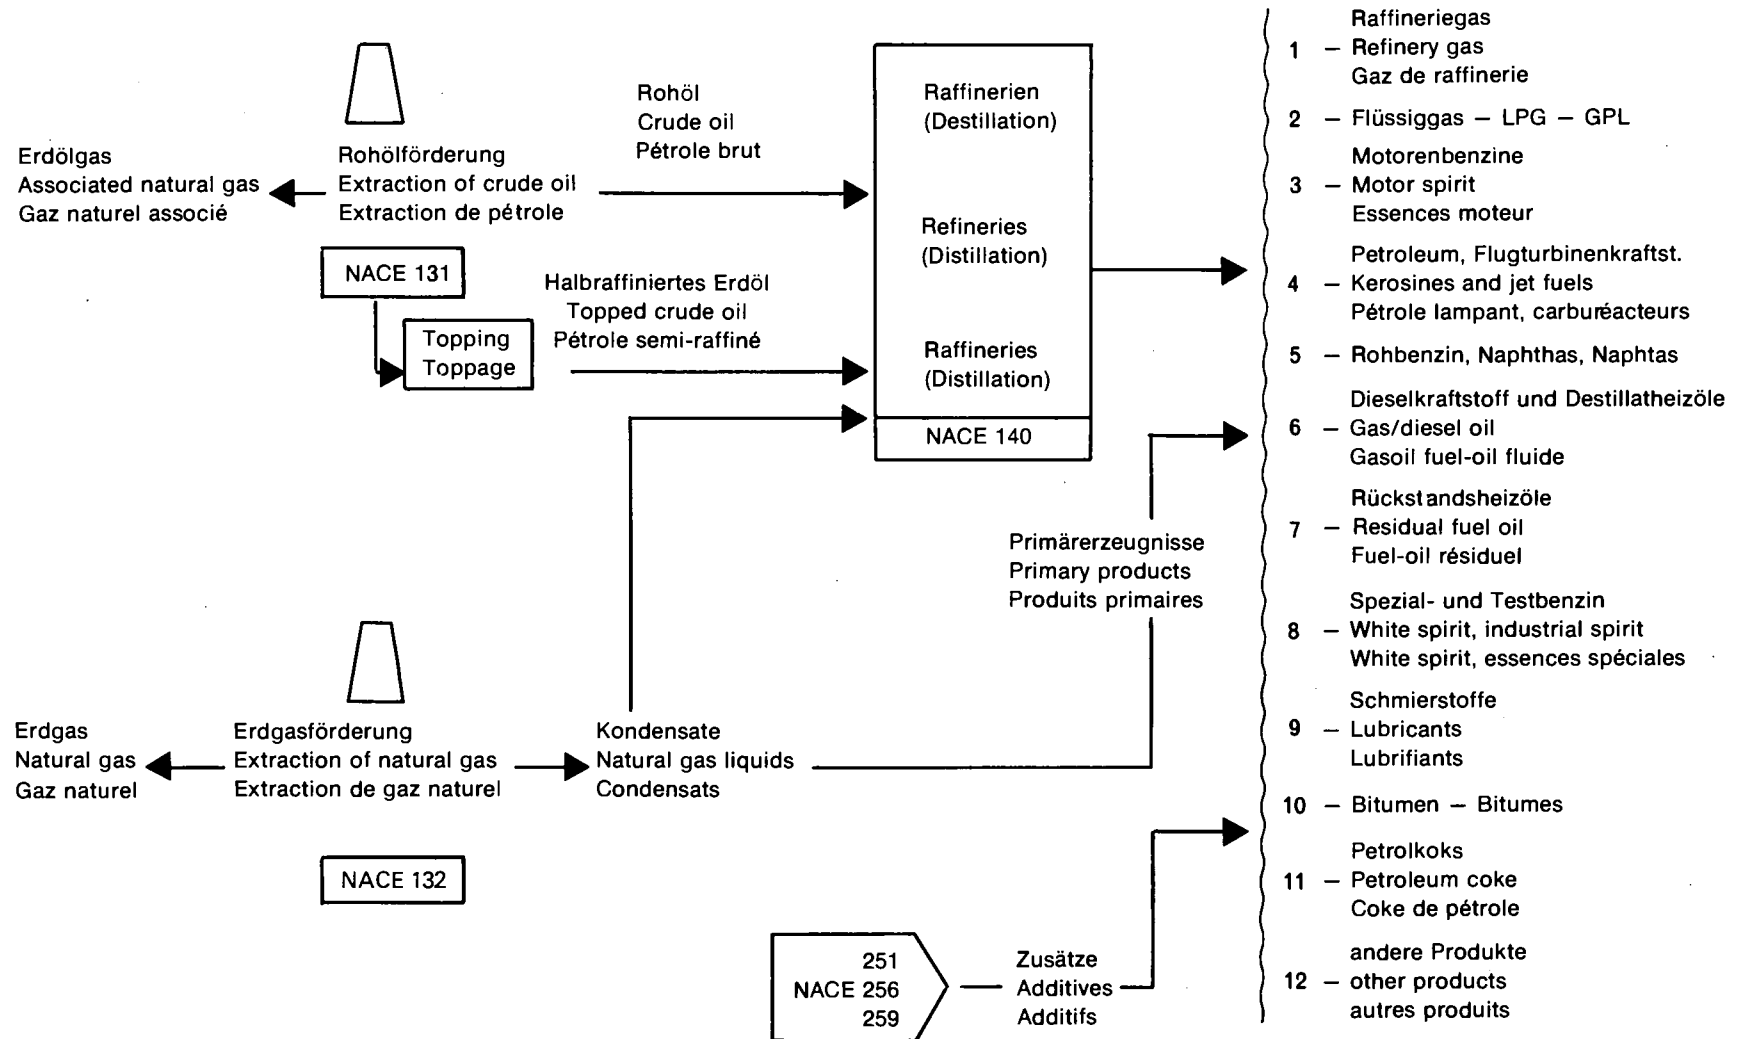 Erdölgas
Associated natural gas
Gaz naturel associé
Rohölförderung
Extraction of crude oil
Extraction de pétrole
NACE 131
Topping
Toppage
Rohöl
Crude oil
Pétrole brut
Halbraffiniertes Erdöl
Topped crude oil
Pétrole semi-raffiné
Raffinerien
(Destillation)
Refineries
(Distillation)
Raffineries
(Distillation)
NACE 140
Primärerzeugnisse
Primary products
Produits primaires
Erdgas
Natural gas
Gaz naturel
Erdgasförderung
Extraction of natural gas
Extraction de gaz naturel
Kondensate
Natural gas liquids
Condensats
NACE 132
251
NACE 256
259
Zusätze
Additives
Additifs
Raffineriegas
1 – Refinery gas
Gaz de raffinerie
2 – Flüssiggas – LPG – GPL
Motorenbenzine
3 – Motor spirit
Essences moteur
Petroleum, Flugturbinenkraftst.
4 – Kerosines and jet fuels
Pétrole lampant, carburéacteurs
5 – Rohbenzin, Naphthas, Naphtas
Dieselkraftstoff und Destillatheizöle
6 – Gas/diesel oil
Gasoil fuel-oil fluide
Rückstandsheizöle
7 – Residual fuel oil
Fuel-oil résiduel
Spezial- und Testbenzin
8 – White spirit, industrial spirit
White spirit, essences spéciales
Schmierstoffe
9 – Lubricants
Lubrifiants
10 – Bitumen – Bitumes
Petrolkoks
11 – Petroleum coke
Coke de pétrole
andere Produkte
12 – other products
autres produits